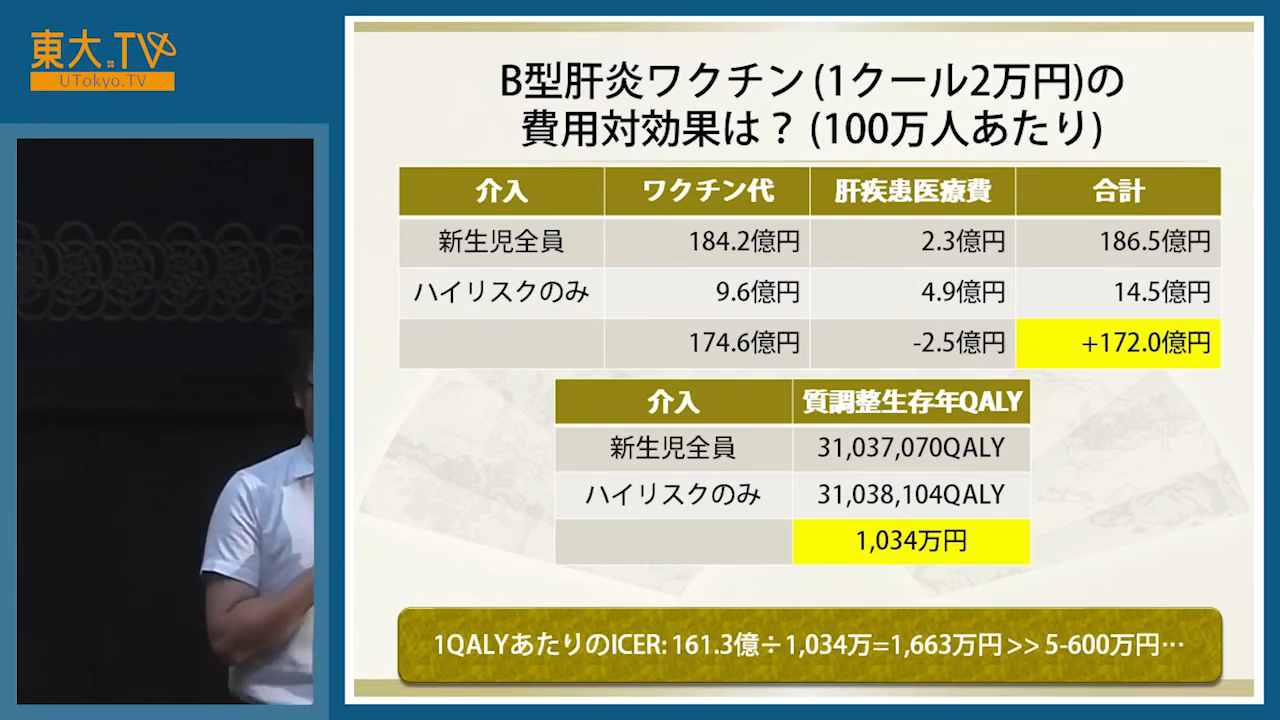 東大.TV
UTokyo.TV
B型肝炎ワクチン(1クール2万円)の
費用対効果は？(100万人あたり)
介入 ワクチン代 肝疾患医療費 合計
新生児全員 184.2億円 2.3億円 186.5億円
ハイリスクのみ 9.6億円 4.9億円 14.5億円
174.6億円 -2.5億円 +172.0億円
介入 質調整生存年QALY
新生児全員 31,037,070QALY
ハイリスクのみ 31,038,104QALY
1,034万円
1QALYあたりのICER: 161.3億÷1,034万=1,663万円 >> 5-600万円…